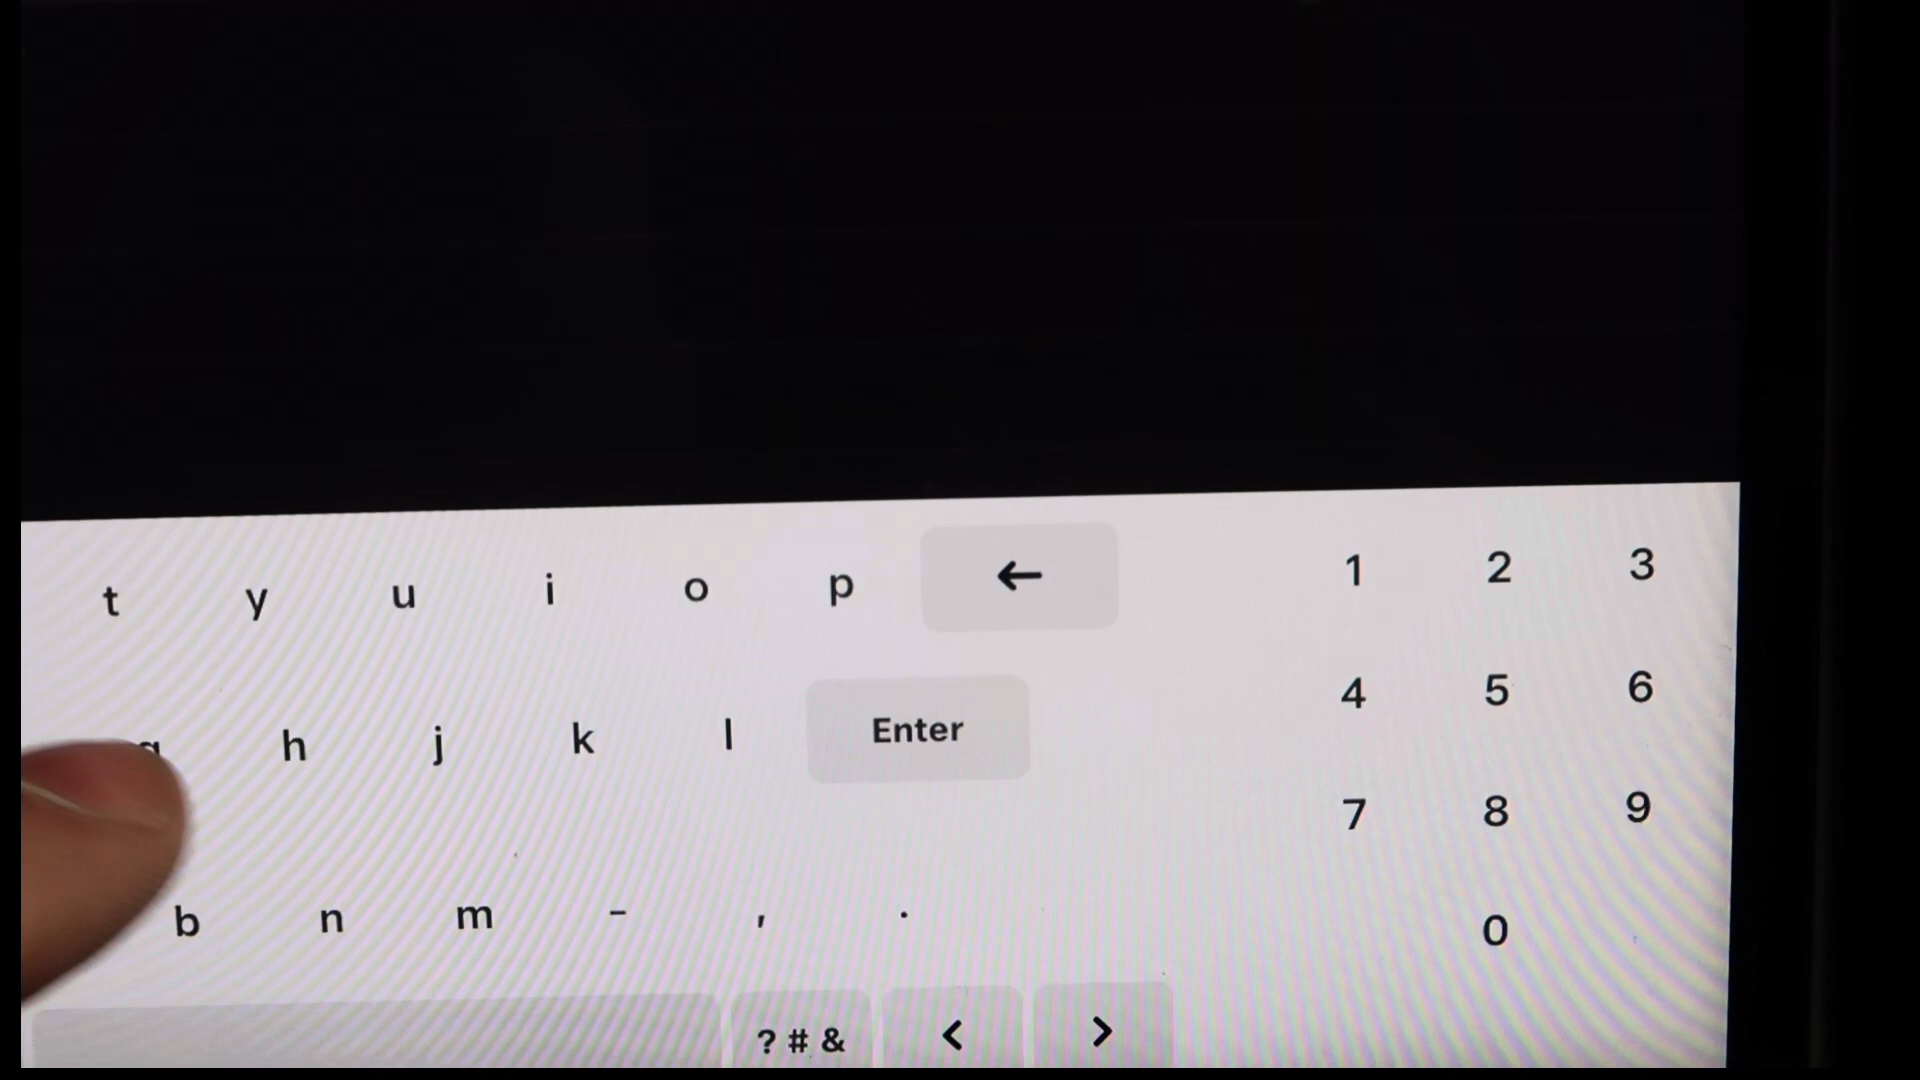 t y u i o p ← 1 2 3
h j k l Enter 4 5 6
7 8 9
b n m - , . 0
? # & < >